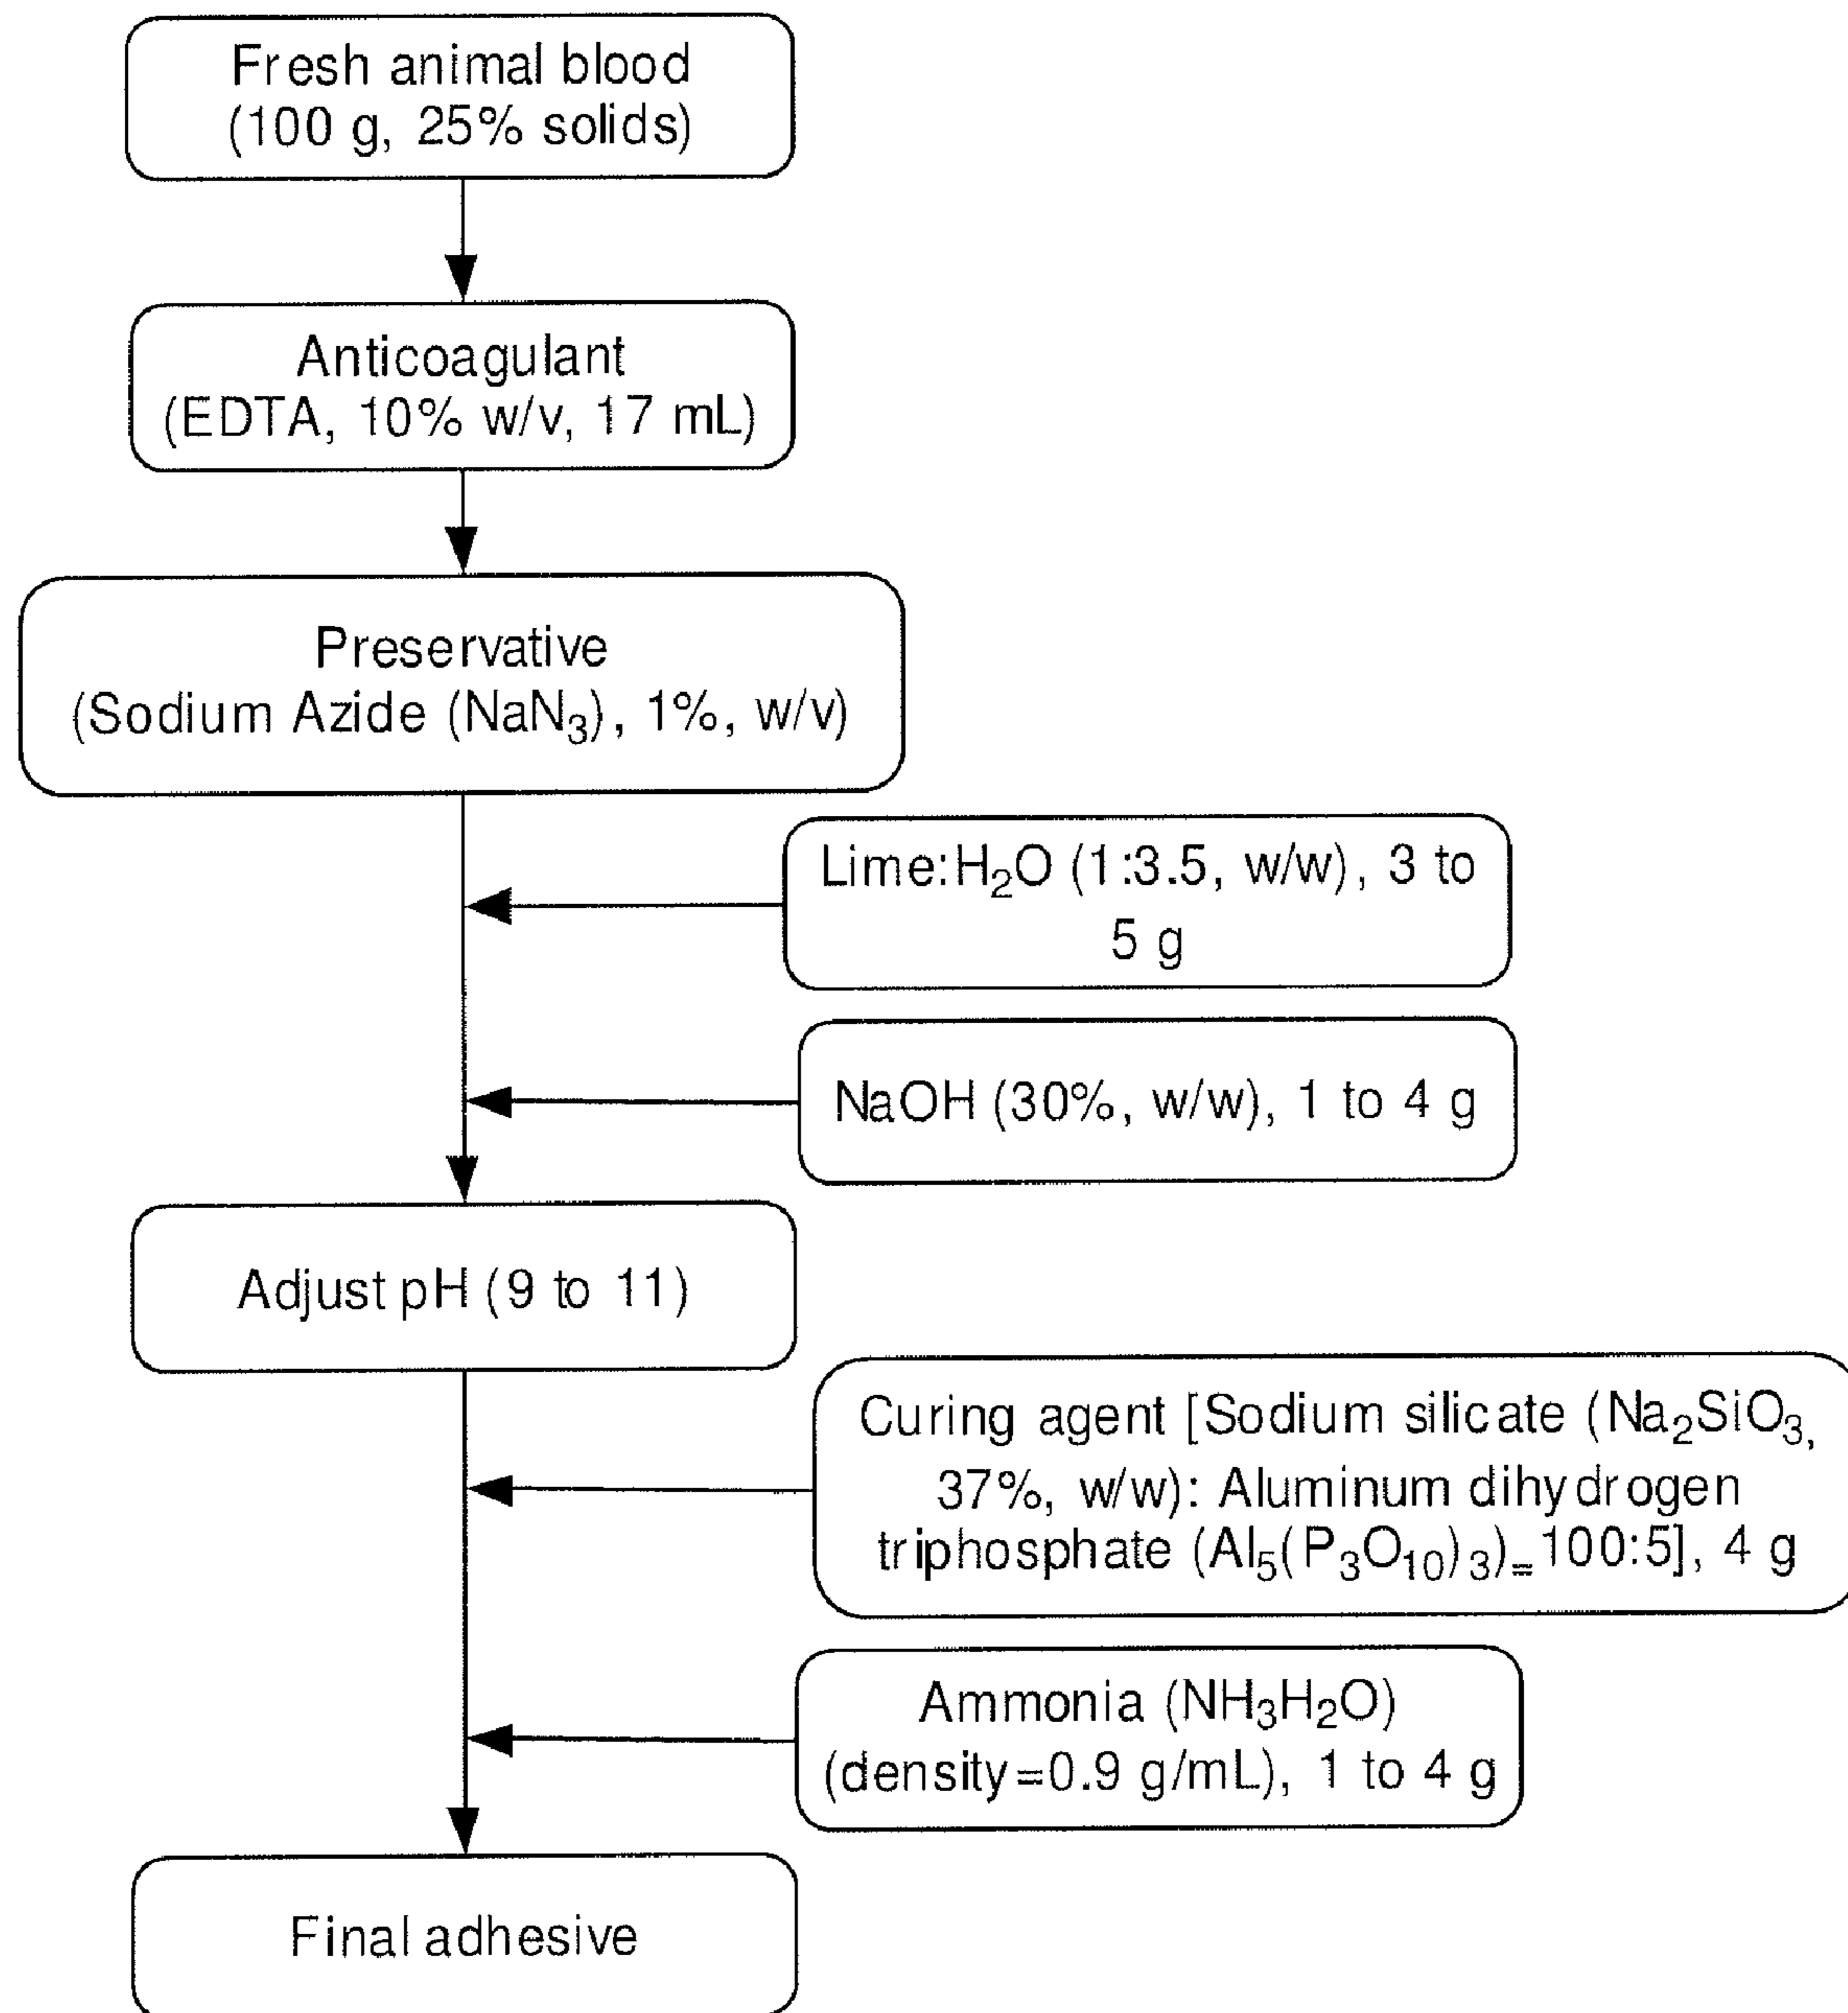 Fresh animal blood
(100 g, 25% solids)
Anticoagulant
(EDTA, 10% w/v, 17 mL)
Preservative
(Sodium Azide (NaN₃), 1%, w/v)
Lime:H₂O (1:3.5, w/w), 3 to
5 g
NaOH (30%, w/w), 1 to 4 g
Adjust pH (9 to 11)
Curing agent [Sodium silicate (Na₂SiO₃,
37%, w/w): Aluminum dihydrogen
triphosphate (Al₅(P₃O₁₀)₃)₌100:5], 4 g
Ammonia (NH₃H₂O)
(density=0.9 g/mL), 1 to 4 g
Final adhesive